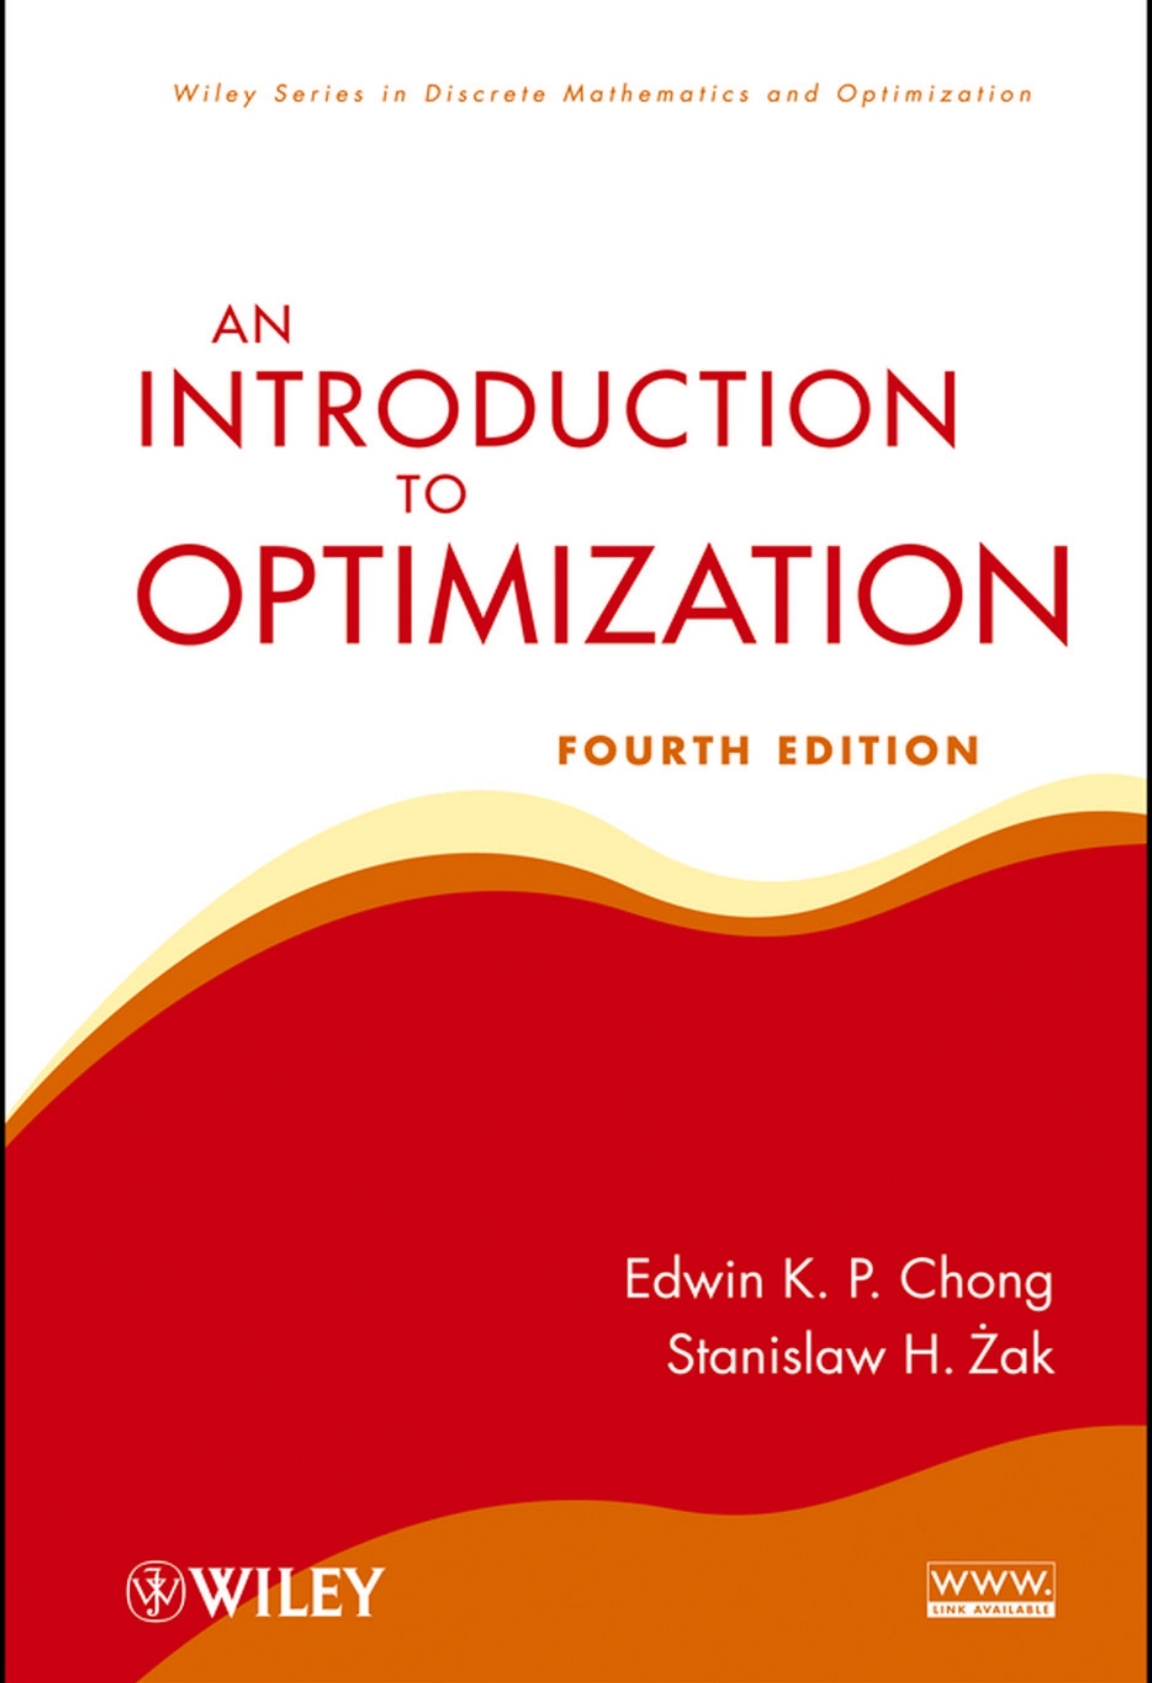 Wiley Series in Discrete Mathematics and Optimization
AN
INTRODUCTION
TO
OPTIMIZATION
FOURTH EDITION
Edwin K. P. Chong
Stanislaw H. Żak
WILEY
WWW.
LINK AVAILABLE